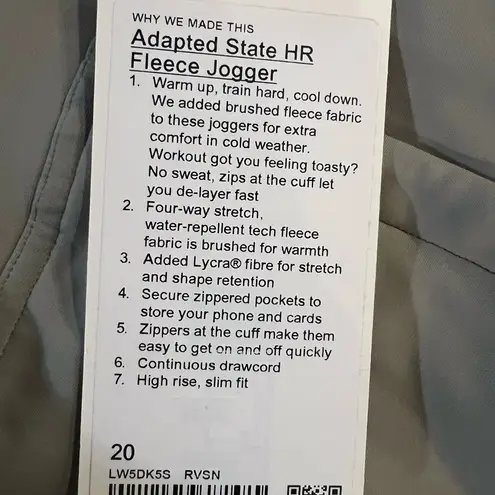 WHY WE MADE THIS
Adapted State HR
Fleece Jogger
1. Warm up, train hard, cool down.
We added brushed fleece fabric
to these joggers for extra
comfort in cold weather.
Workout got you feeling toasty?
No sweat, zips at the cuff let
you de-layer fast
2. Four-way stretch,
water-repellent tech fleece
fabric is brushed for warmth
3. Added Lycra® fibre for stretch
and shape retention
4. Secure zippered pockets to
store your phone and cards
5. Zippers at the cuff make them
easy to get on and off quickly
6. Continuous drawcord
7. High rise, slim fit
20
LW5DK5S RVSN